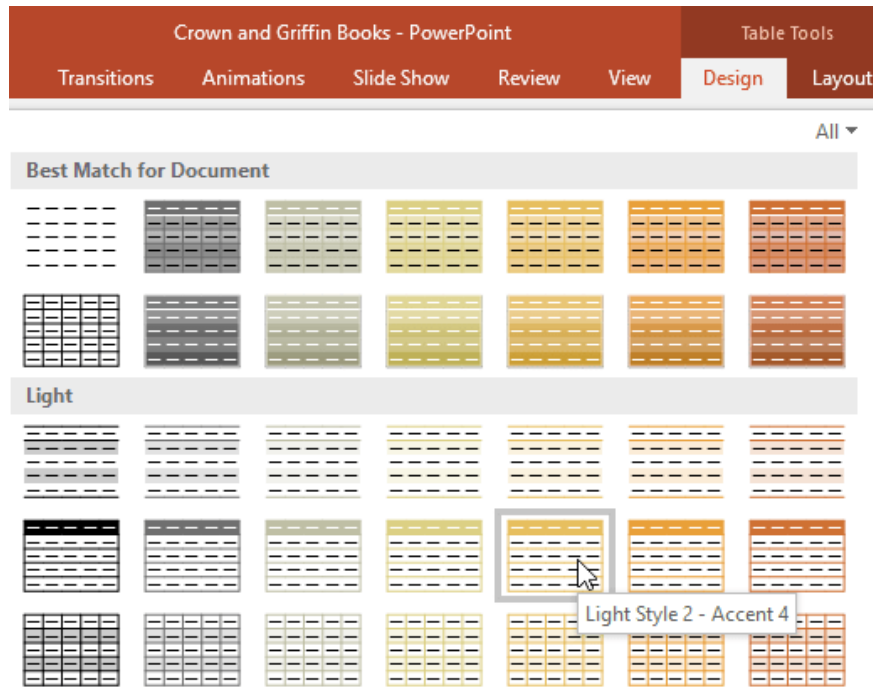 Crown and Griffin Books - PowerPoint Table Tools
Transitions Animations Slide Show Review View Design Layout
All
Best Match for Document
Light
Light Style 2 - Accent 4